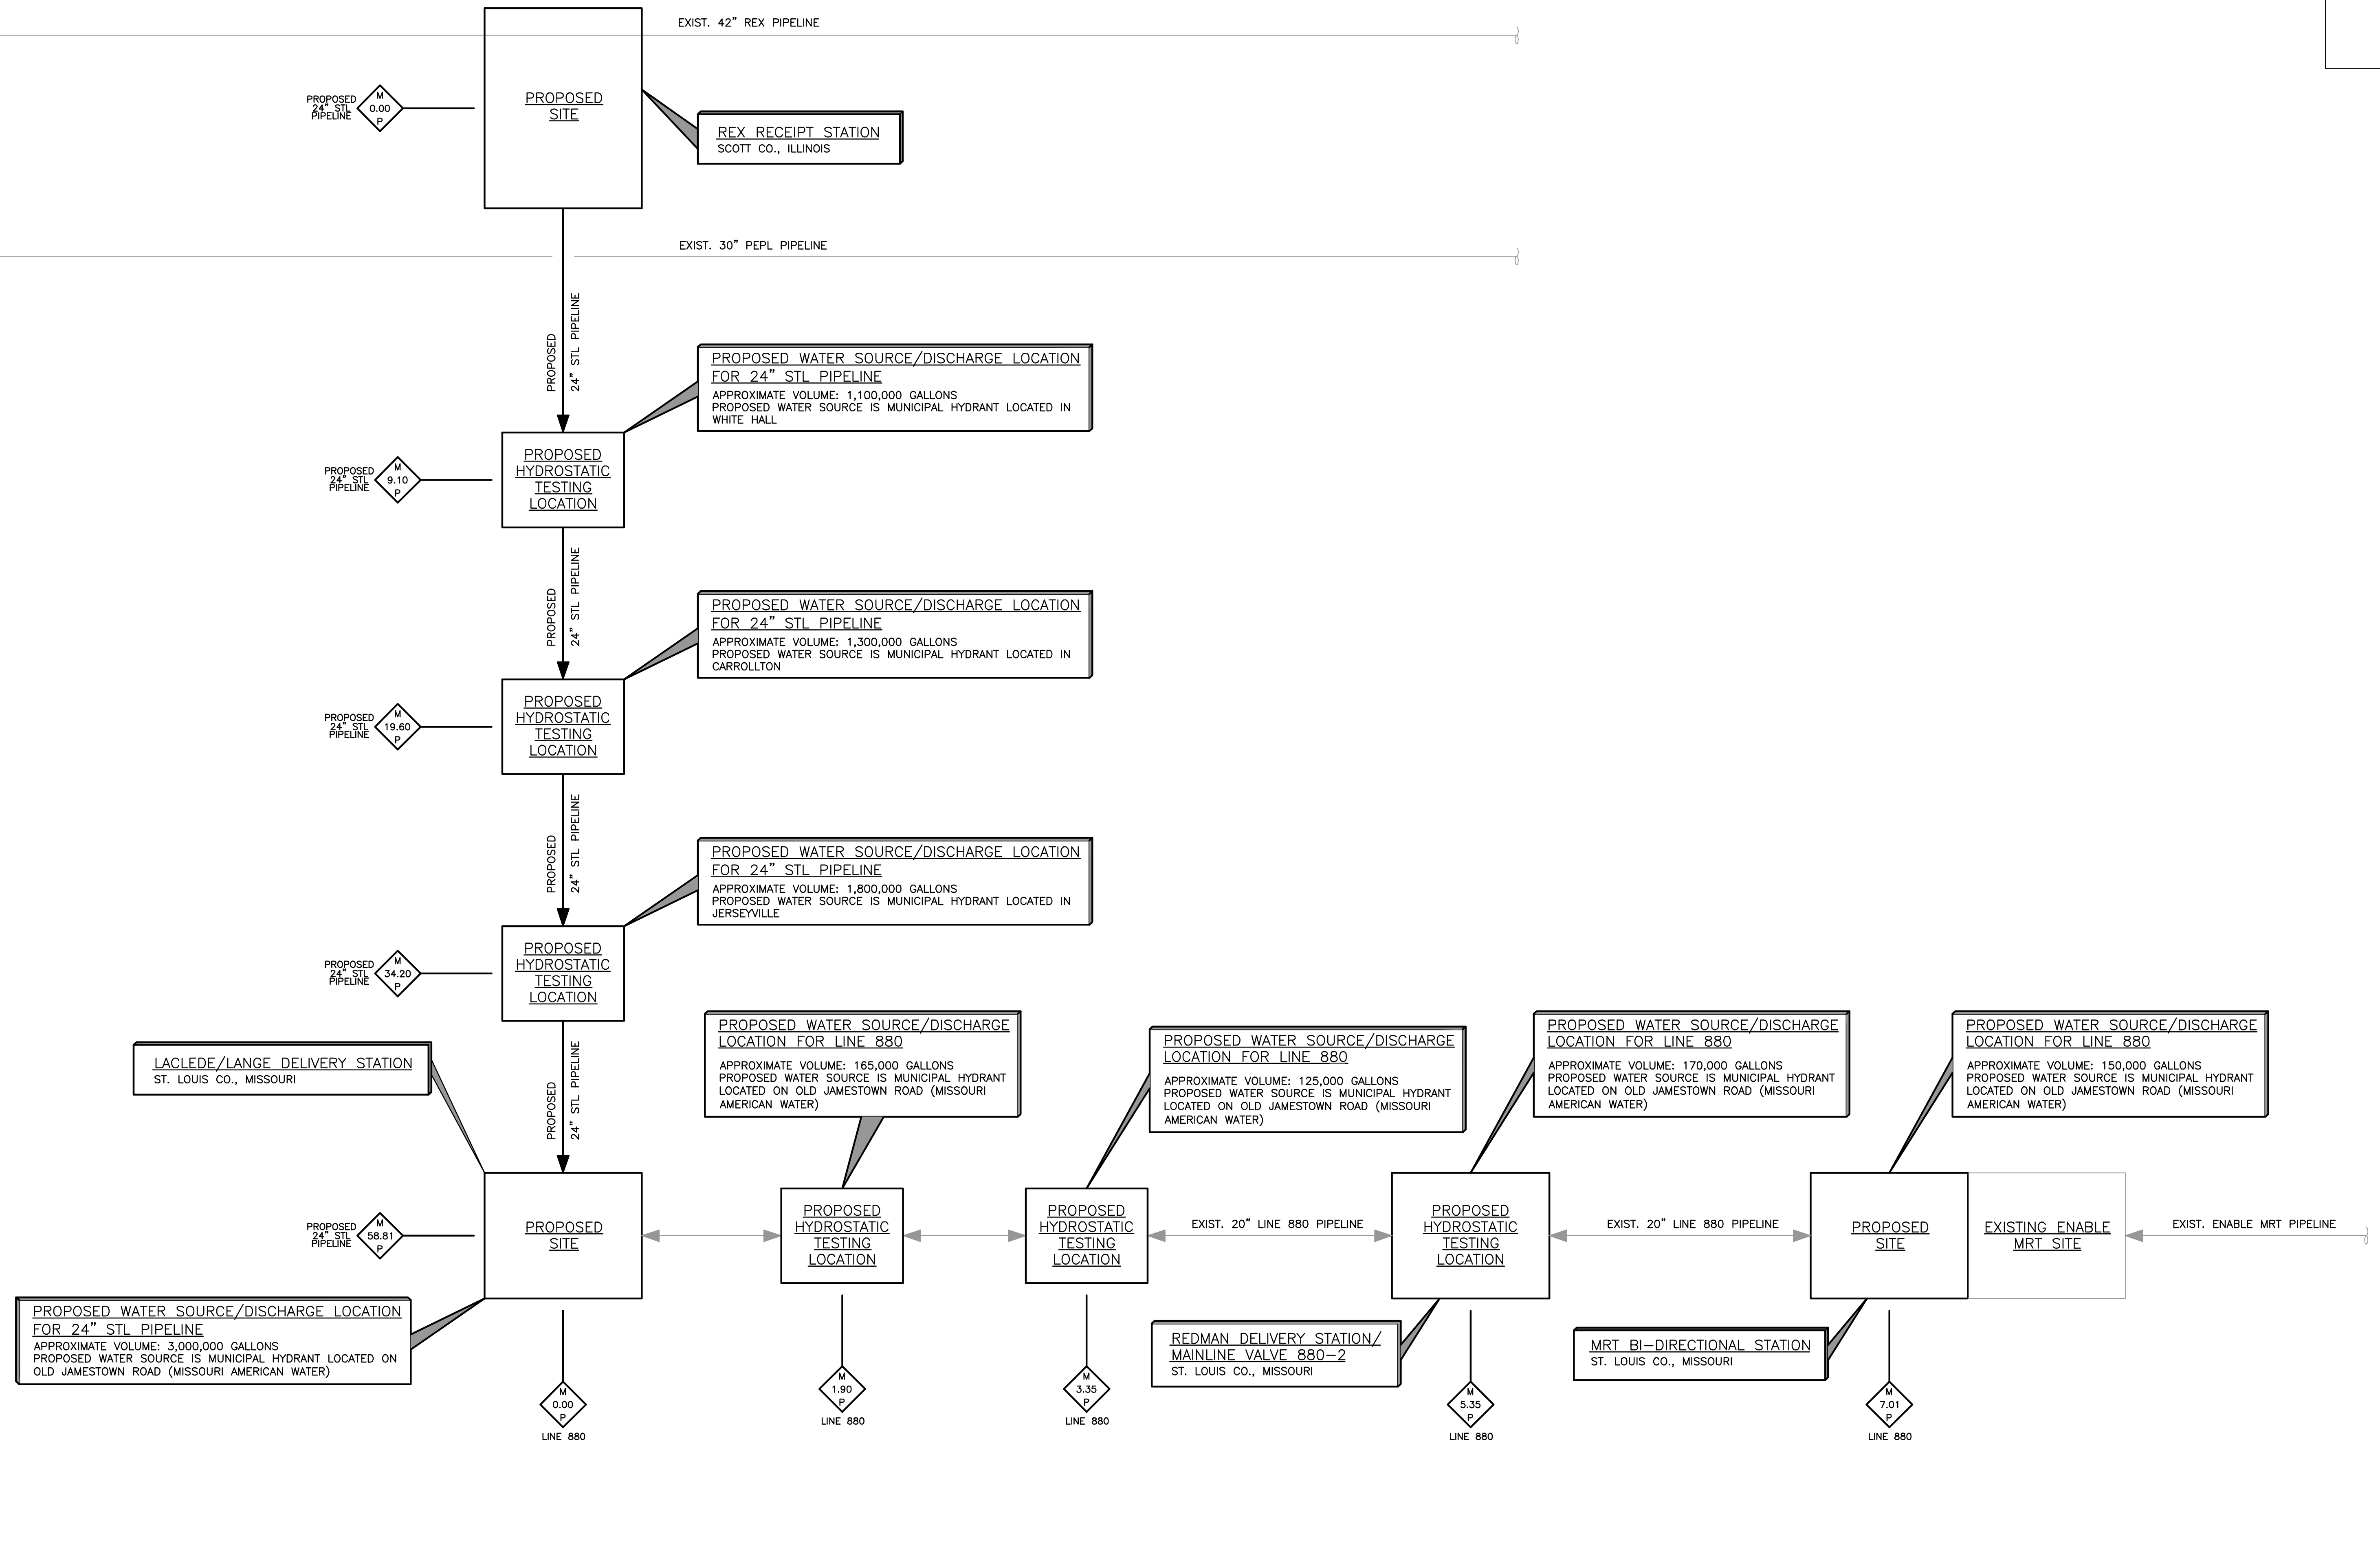 EXIST. 42" REX PIPELINE
PROPOSED
24" STL
PIPELINE
M
0.00
P
PROPOSED
SITE
REX RECEIPT STATION
SCOTT CO., ILLINOIS
EXIST. 30" PEPL PIPELINE
PROPOSED
24" STL PIPELINE
PROPOSED WATER SOURCE/DISCHARGE LOCATION
FOR 24" STL PIPELINE
APPROXIMATE VOLUME: 1,100,000 GALLONS
PROPOSED WATER SOURCE IS MUNICIPAL HYDRANT LOCATED IN
WHITE HALL
PROPOSED
24" STL
PIPELINE
M
9.10
P
PROPOSED
HYDROSTATIC
TESTING
LOCATION
PROPOSED
24" STL PIPELINE
PROPOSED WATER SOURCE/DISCHARGE LOCATION
FOR 24" STL PIPELINE
APPROXIMATE VOLUME: 1,300,000 GALLONS
PROPOSED WATER SOURCE IS MUNICIPAL HYDRANT LOCATED IN
CARROLLTON
PROPOSED
24" STL
PIPELINE
M
19.60
P
PROPOSED
HYDROSTATIC
TESTING
LOCATION
PROPOSED
24" STL PIPELINE
PROPOSED WATER SOURCE/DISCHARGE LOCATION
FOR 24" STL PIPELINE
APPROXIMATE VOLUME: 1,800,000 GALLONS
PROPOSED WATER SOURCE IS MUNICIPAL HYDRANT LOCATED IN
JERSEYVILLE
PROPOSED
24" STL
PIPELINE
M
34.20
P
PROPOSED
HYDROSTATIC
TESTING
LOCATION
PROPOSED
24" STL PIPELINE
LACLEDE/LANGE DELIVERY STATION
ST. LOUIS CO., MISSOURI
PROPOSED WATER SOURCE/DISCHARGE
LOCATION FOR LINE 880
APPROXIMATE VOLUME: 165,000 GALLONS
PROPOSED WATER SOURCE IS MUNICIPAL HYDRANT
LOCATED ON OLD JAMESTOWN ROAD (MISSOURI
AMERICAN WATER)
PROPOSED WATER SOURCE/DISCHARGE
LOCATION FOR LINE 880
APPROXIMATE VOLUME: 125,000 GALLONS
PROPOSED WATER SOURCE IS MUNICIPAL HYDRANT
LOCATED ON OLD JAMESTOWN ROAD (MISSOURI
AMERICAN WATER)
PROPOSED WATER SOURCE/DISCHARGE
LOCATION FOR LINE 880
APPROXIMATE VOLUME: 170,000 GALLONS
PROPOSED WATER SOURCE IS MUNICIPAL HYDRANT
LOCATED ON OLD JAMESTOWN ROAD (MISSOURI
AMERICAN WATER)
PROPOSED WATER SOURCE/DISCHARGE
LOCATION FOR LINE 880
APPROXIMATE VOLUME: 150,000 GALLONS
PROPOSED WATER SOURCE IS MUNICIPAL HYDRANT
LOCATED ON OLD JAMESTOWN ROAD (MISSOURI
AMERICAN WATER)
PROPOSED
24" STL
PIPELINE
M
58.81
P
PROPOSED
SITE
PROPOSED
HYDROSTATIC
TESTING
LOCATION
PROPOSED
HYDROSTATIC
TESTING
LOCATION
EXIST. 20" LINE 880 PIPELINE
PROPOSED
HYDROSTATIC
TESTING
LOCATION
EXIST. 20" LINE 880 PIPELINE
PROPOSED
SITE
EXISTING ENABLE
MRT SITE
EXIST. ENABLE MRT PIPELINE
PROPOSED WATER SOURCE/DISCHARGE LOCATION
FOR 24" STL PIPELINE
APPROXIMATE VOLUME: 3,000,000 GALLONS
PROPOSED WATER SOURCE IS MUNICIPAL HYDRANT LOCATED ON
OLD JAMESTOWN ROAD (MISSOURI AMERICAN WATER)
REDMAN DELIVERY STATION/
MAINLINE VALVE 880-2
ST. LOUIS CO., MISSOURI
MRT BI-DIRECTIONAL STATION
ST. LOUIS CO., MISSOURI
M
0.00
P
LINE 880
M
1.90
P
LINE 880
M
3.35
P
LINE 880
M
5.35
P
LINE 880
M
7.01
P
LINE 880